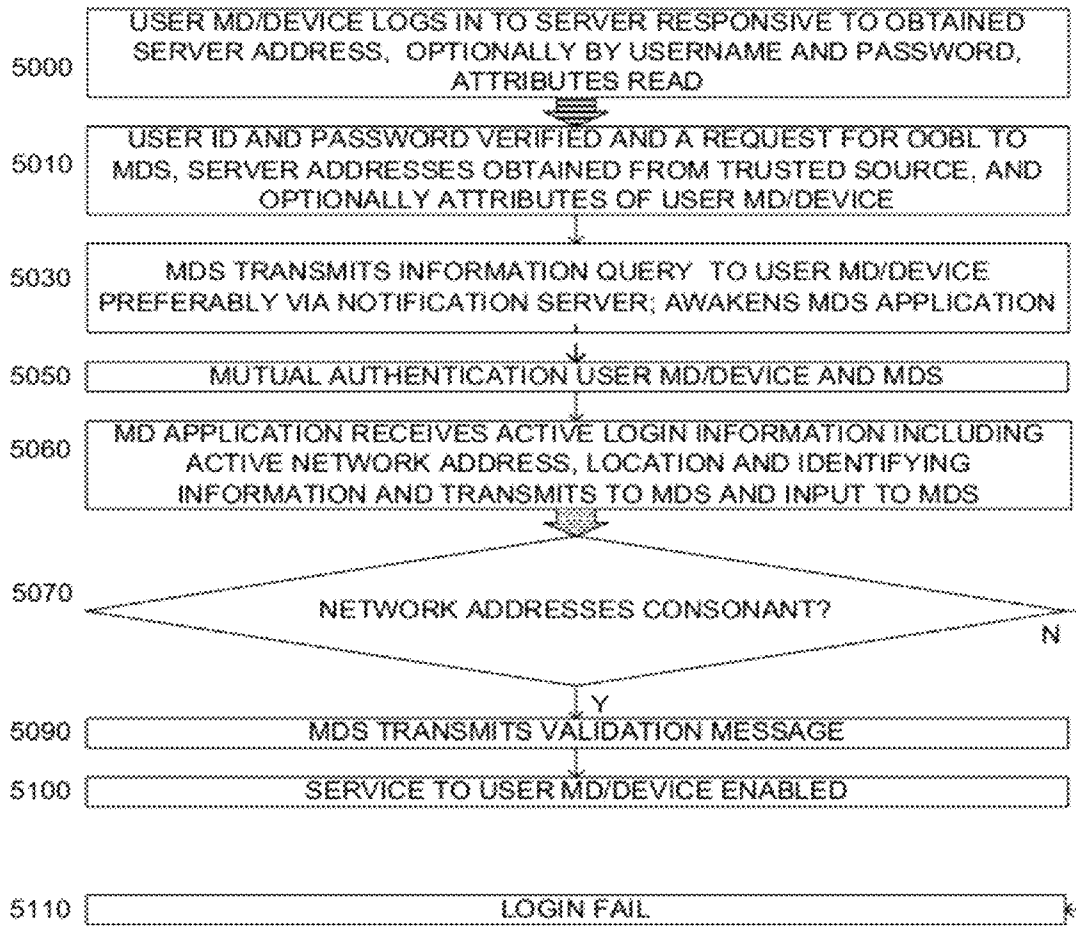 USER MD/DEVICE LOGS IN TO SERVER RESPONSIVE TO OBTAINED
5000 SERVER ADDRESS, OPTIONALLY BY USERNAME AND PASSWORD,
ATTRIBUTES READ
USER ID AND PASSWORD VERIFIED AND A REQUEST FOR OOBL TO
5010 MDS, SERVER ADDRESSES OBTAINED FROM TRUSTED SOURCE, AND
OPTIONALLY ATTRIBUTES OF USER MD/DEVICE
5030 MDS TRANSMITS INFORMATION QUERY TO USER MD/DEVICE
PREFERABLY VIA NOTIFICATION SERVER; AWAKENS MDS APPLICATION
5050 MUTUAL AUTHENTICATION USER MD/DEVICE AND MDS
5060 MD APPLICATION RECEIVES ACTIVE LOGIN INFORMATION INCLUDING
ACTIVE NETWORK ADDRESS, LOCATION AND IDENTIFYING
INFORMATION AND TRANSMITS TO MDS AND INPUT TO MDS
5070 NETWORK ADDRESSES CONSONANT?
N
Y
5090 MDS TRANSMITS VALIDATION MESSAGE
5100 SERVICE TO USER MD/DEVICE ENABLED
5110 LOGIN FAIL